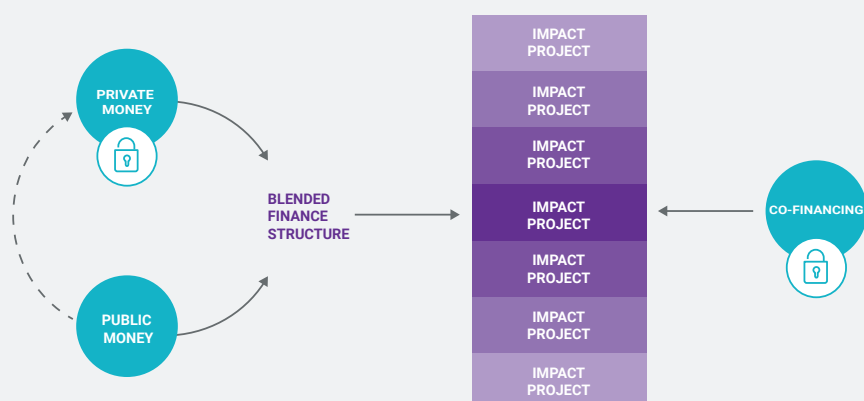 PRIVATE
MONEY
PUBLIC
MONEY
BLENDED
FINANCE
STRUCTURE
IMPACT
PROJECT
IMPACT
PROJECT
IMPACT
PROJECT
IMPACT
PROJECT
IMPACT
PROJECT
IMPACT
PROJECT
IMPACT
PROJECT
CO-FINANCING